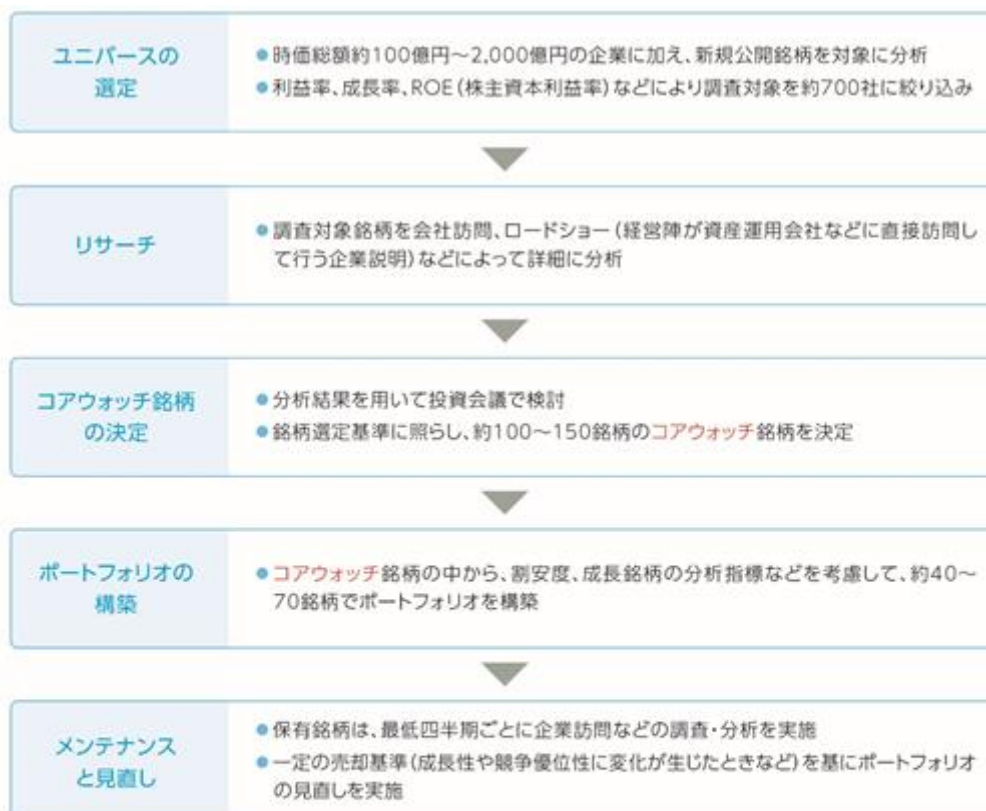 ユニバースの
選定
●時価総額約100億円～2,000億円の企業に加え、新規公開銘柄を対象に分析
●利益率、成長率、ROE（株主資本利益率）などにより調査対象を約700社に絞り込み
リサーチ
●調査対象銘柄を会社訪問、ロードショー（経営陣が資産運用会社などに直接訪問し
て行う企業説明）などによって詳細に分析
コアウォッチ銘柄
の決定
●分析結果を用いて投資会議で検討
●銘柄選定基準に照らし、約100～150銘柄のコアウォッチ銘柄を決定
ポートフォリオの
構築
●コアウォッチ銘柄の中から、割安度、成長銘柄の分析指標などを考慮して、約40～
70銘柄でポートフォリオを構築
メンテナンス
と見直し
●保有銘柄は、最低四半期ごとに企業訪問などの調査・分析を実施
●一定の売却基準（成長性や競争優位性に変化が生じたときなど）を基にポートフォリオ
の見直しを実施